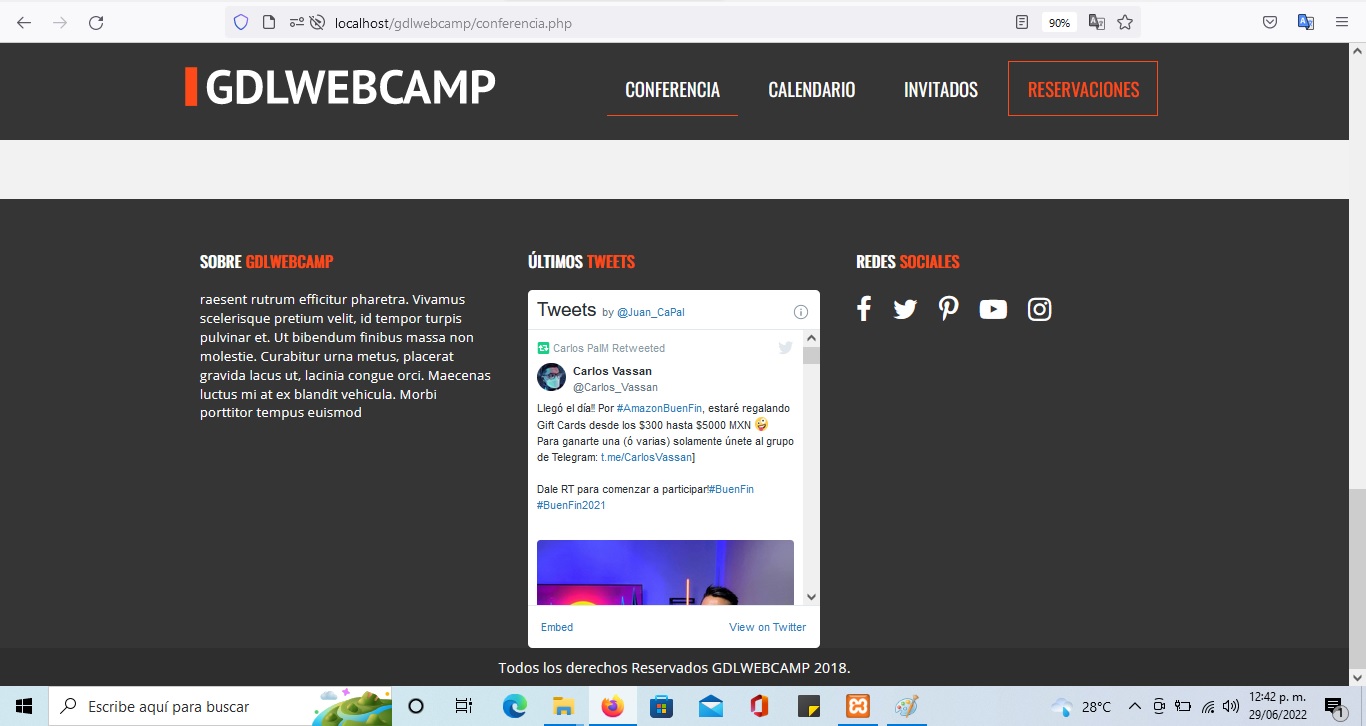 localhost/gdlwebcamp/conferencia.php
90%
GDLWEBCAMP
CONFERENCIA
CALENDARIO
INVITADOS
RESERVACIONES
SOBRE GDLWEBCAMP
raesent rutrum efficitur pharetra. Vivamus
scelerisque pretium velit, id tempor turpis
pulvinar et. Ut bibendum finibus massa non
molestie. Curabitur urna metus, placerat
gravida lacus ut, lacinia congue orci. Maecenas
luctus mi at ex blandit vehicula. Morbi
porttitor tempus euismod
ÚLTIMOS TWEETS
Tweets by @Juan_CaPal
Carlos PalM Retweeted
Carlos Vassan
@Carlos_Vassan
Llegó el día!! Por #AmazonBuenFin, estaré regalando
Gift Cards desde los $300 hasta $5000 MXN 🤪
Para ganarte una (ó varias) solamente únete al grupo
de Telegram: t.me/CarlosVassan]
Dale RT para comenzar a participar!#BuenFin
#BuenFin2021
Embed
View on Twitter
REDES SOCIALES
Todos los derechos Reservados GDLWEBCAMP 2018.
Escribe aquí para buscar
28°C
12:42 p. m.
29/06/2022
1